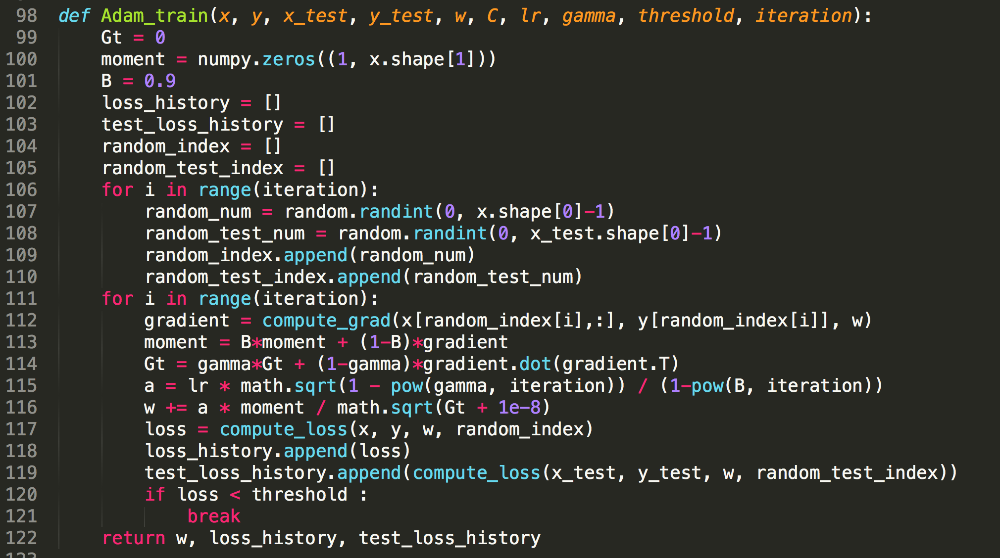 98 def Adam_train(x, y, x_test, y_test, w, C, lr, gamma, threshold, iteration):
99     Gt = 0
100     moment = numpy.zeros((1, x.shape[1]))
101     B = 0.9
102     loss_history = []
103     test_loss_history = []
104     random_index = []
105     random_test_index = []
106     for i in range(iteration):
107         random_num = random.randint(0, x.shape[0]-1)
108         random_test_num = random.randint(0, x_test.shape[0]-1)
109         random_index.append(random_num)
110         random_test_index.append(random_test_num)
111     for i in range(iteration):
112         gradient = compute_grad(x[random_index[i],:], y[random_index[i]], w)
113         moment = B*moment + (1-B)*gradient
114         Gt = gamma*Gt + (1-gamma)*gradient.dot(gradient.T)
115         a = lr * math.sqrt(1 - pow(gamma, iteration)) / (1-pow(B, iteration))
116         w += a * moment / math.sqrt(Gt + 1e-8)
117         loss = compute_loss(x, y, w, random_index)
118         loss_history.append(loss)
119         test_loss_history.append(compute_loss(x_test, y_test, w, random_test_index))
120         if loss < threshold :
121             break
122     return w, loss_history, test_loss_history
123